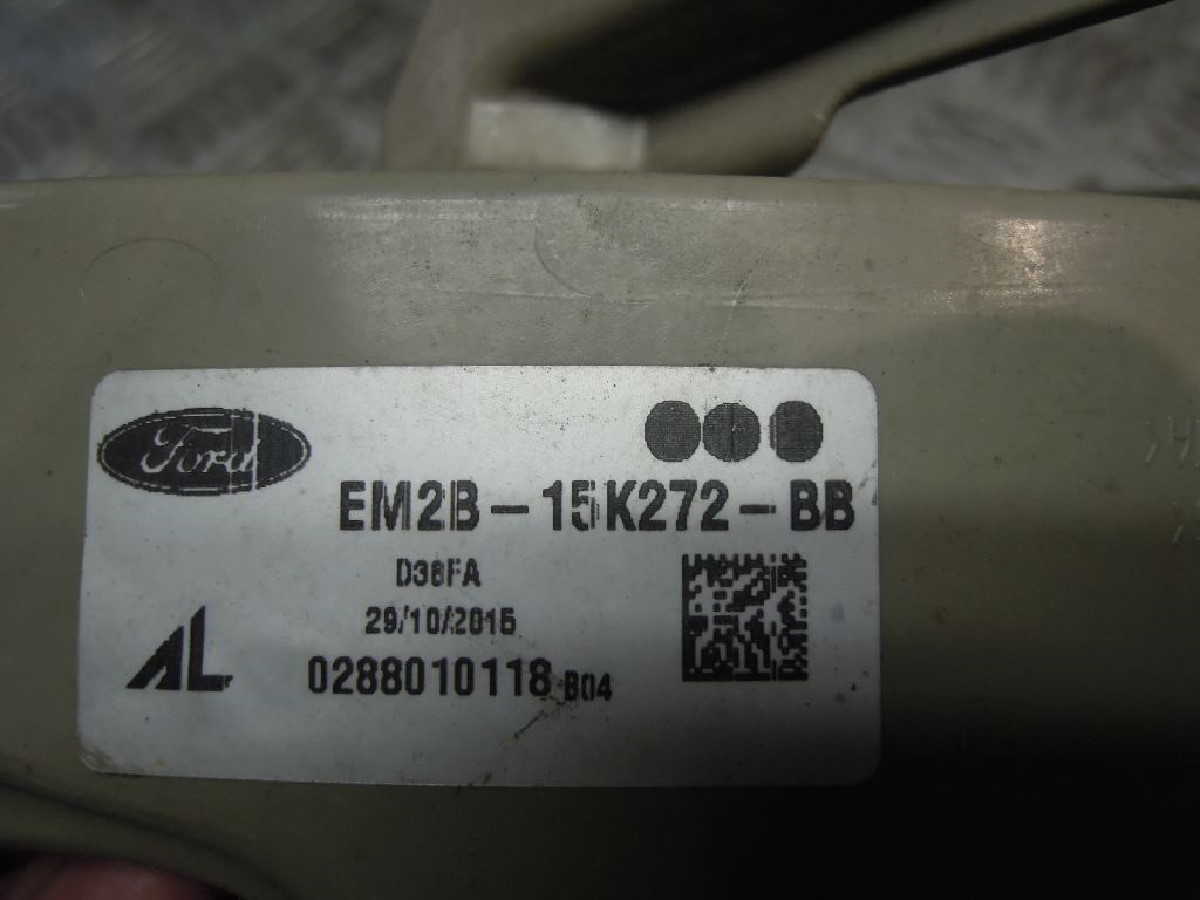 Ford
EM2B-15K272-BB
D38FA
29/10/2015
AL
0288010118 B04